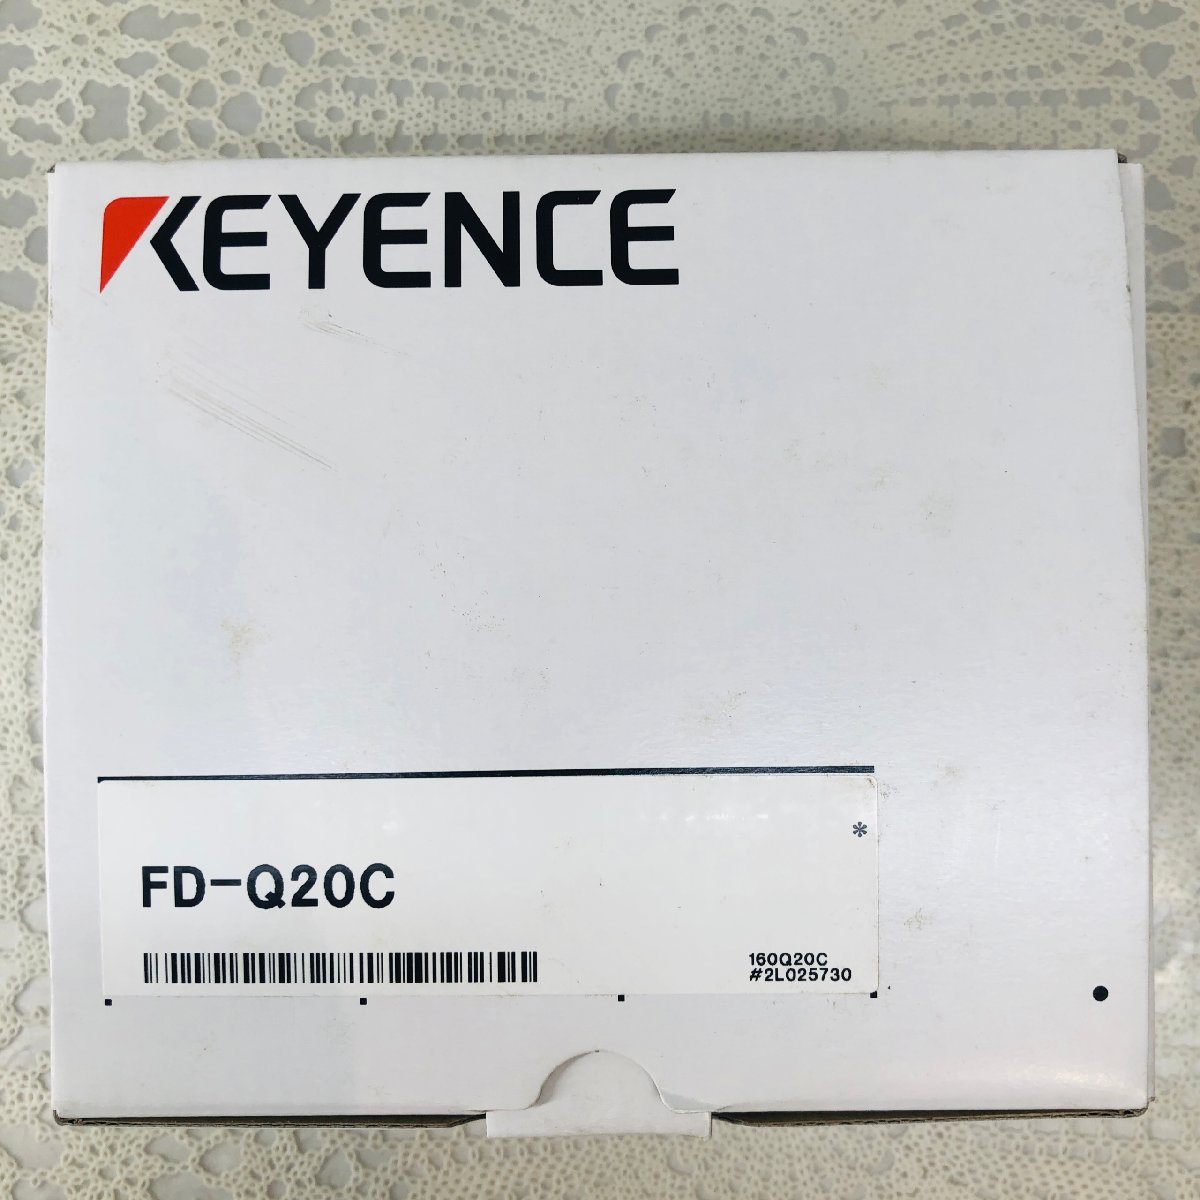 KEYENCE
*
FD-Q20C
160Q20C
#2L025730